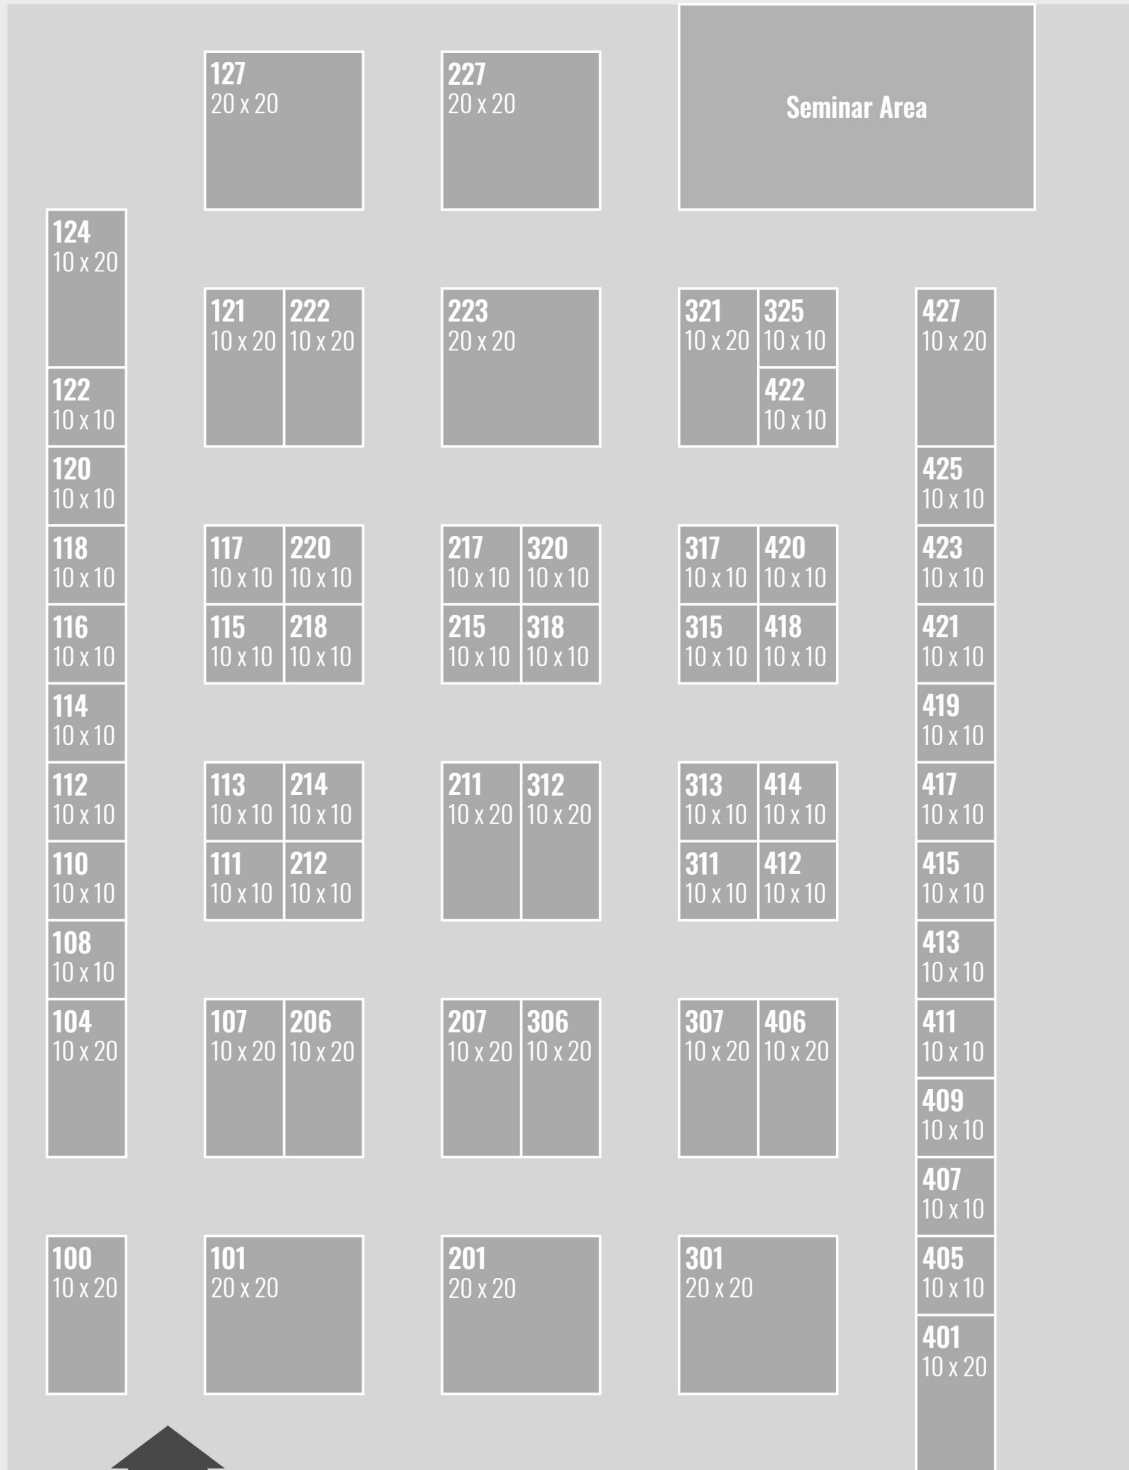 127
20 x 20
227
20 x 20
Seminar Area
124
10 x 20
122
10 x 10
120
10 x 10
118
10 x 10
116
10 x 10
114
10 x 10
112
10 x 10
110
10 x 10
108
10 x 10
104
10 x 20
100
10 x 20
121
10 x 20
222
10 x 20
117
10 x 10
220
10 x 10
115
10 x 10
218
10 x 10
113
10 x 10
214
10 x 10
111
10 x 10
212
10 x 10
107
10 x 20
206
10 x 20
101
20 x 20
223
20 x 20
217
10 x 10
320
10 x 10
215
10 x 10
318
10 x 10
211
10 x 20
312
10 x 20
207
10 x 20
306
10 x 20
201
20 x 20
321
10 x 20
325
10 x 10
422
10 x 10
317
10 x 10
420
10 x 10
315
10 x 10
418
10 x 10
313
10 x 10
414
10 x 10
311
10 x 10
412
10 x 10
307
10 x 20
406
10 x 20
301
20 x 20
427
10 x 20
425
10 x 10
423
10 x 10
421
10 x 10
419
10 x 10
417
10 x 10
415
10 x 10
413
10 x 10
411
10 x 10
409
10 x 10
407
10 x 10
405
10 x 10
401
10 x 20